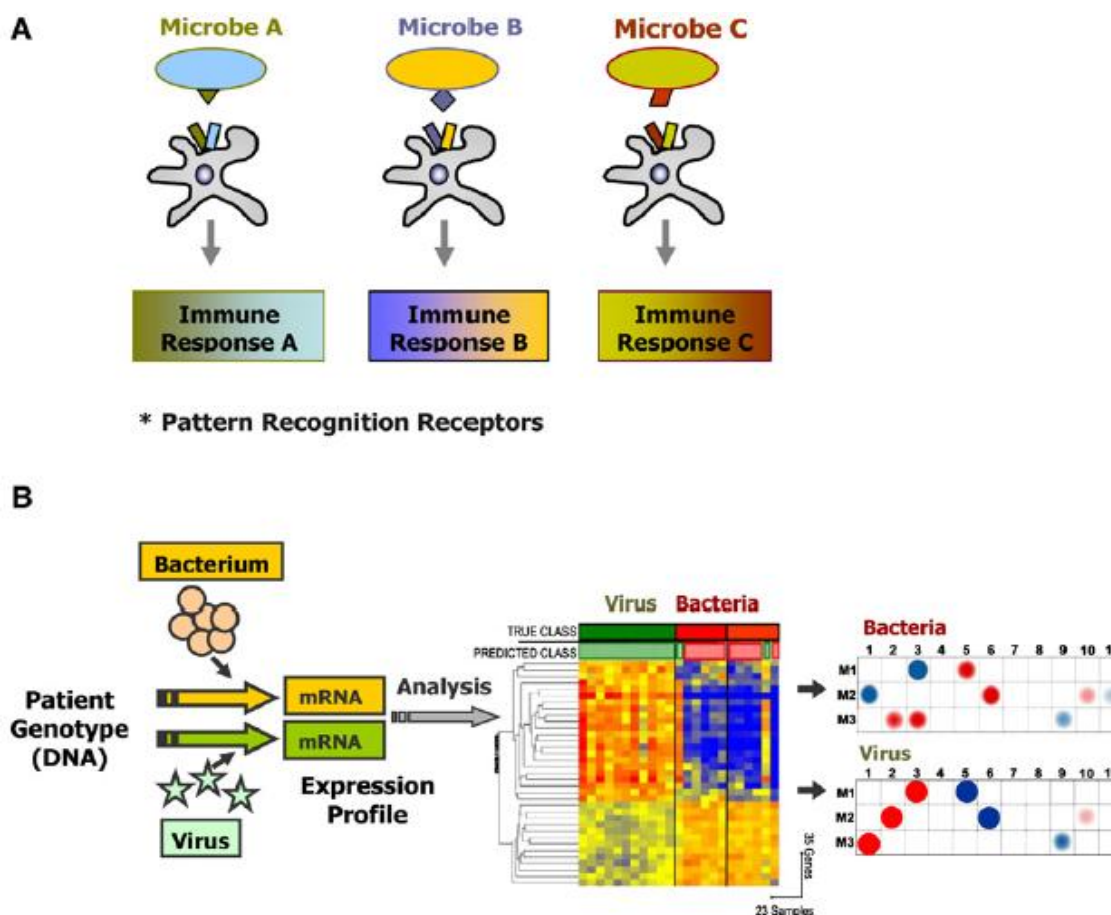 A
Microbe A
Microbe B
Microbe C
Immune Response A
Immune Response B
Immune Response C
* Pattern Recognition Receptors
B
Bacterium
Patient Genotype (DNA)
mRNA
mRNA
Virus
Expression Profile
Analysis
Virus Bacteria
TRUE CLASS
PREDICTED CLASS
35 Genes
23 Samples
Bacteria
1 2 3 4 5 6 7 8 9 10 11
M1
M2
M3
Virus
1 2 3 4 5 6 7 8 9 10
M1
M2
M3